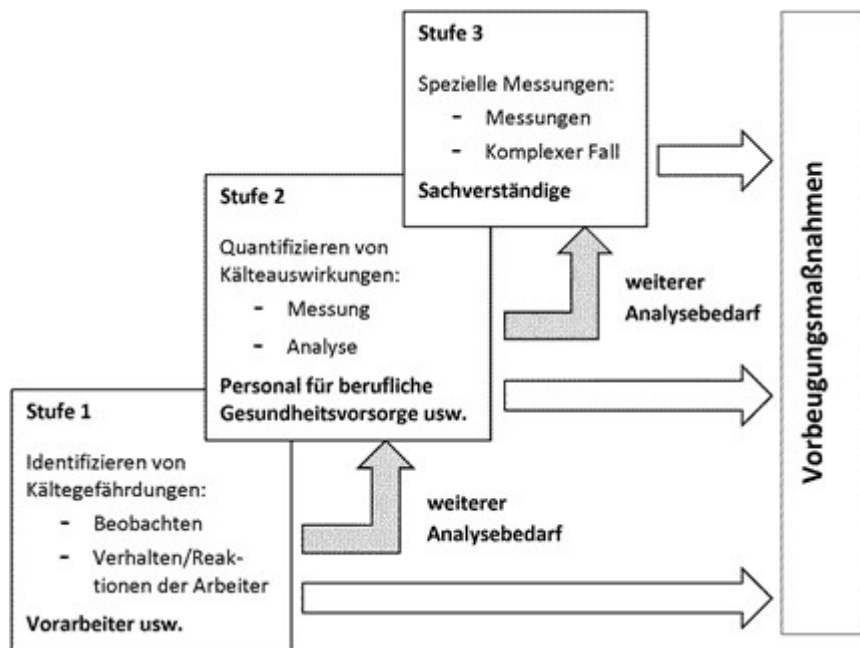 Stufe 3
Spezielle Messungen:
- Messungen
- Komplexer Fall
Sachverständige
Stufe 2
Quantifizieren von
Kälteauswirkungen:
- Messung
- Analyse
Personal für berufliche
Gesundheitsvorsorge usw.
weiterer
Analysebedarf
Stufe 1
Identifizieren von
Kältegefährdungen:
- Beobachten
- Verhalten/Reak-
tionen der Arbeiter
Vorarbeiter usw.
weiterer
Analysebedarf
Vorbeugungsmaßnahmen